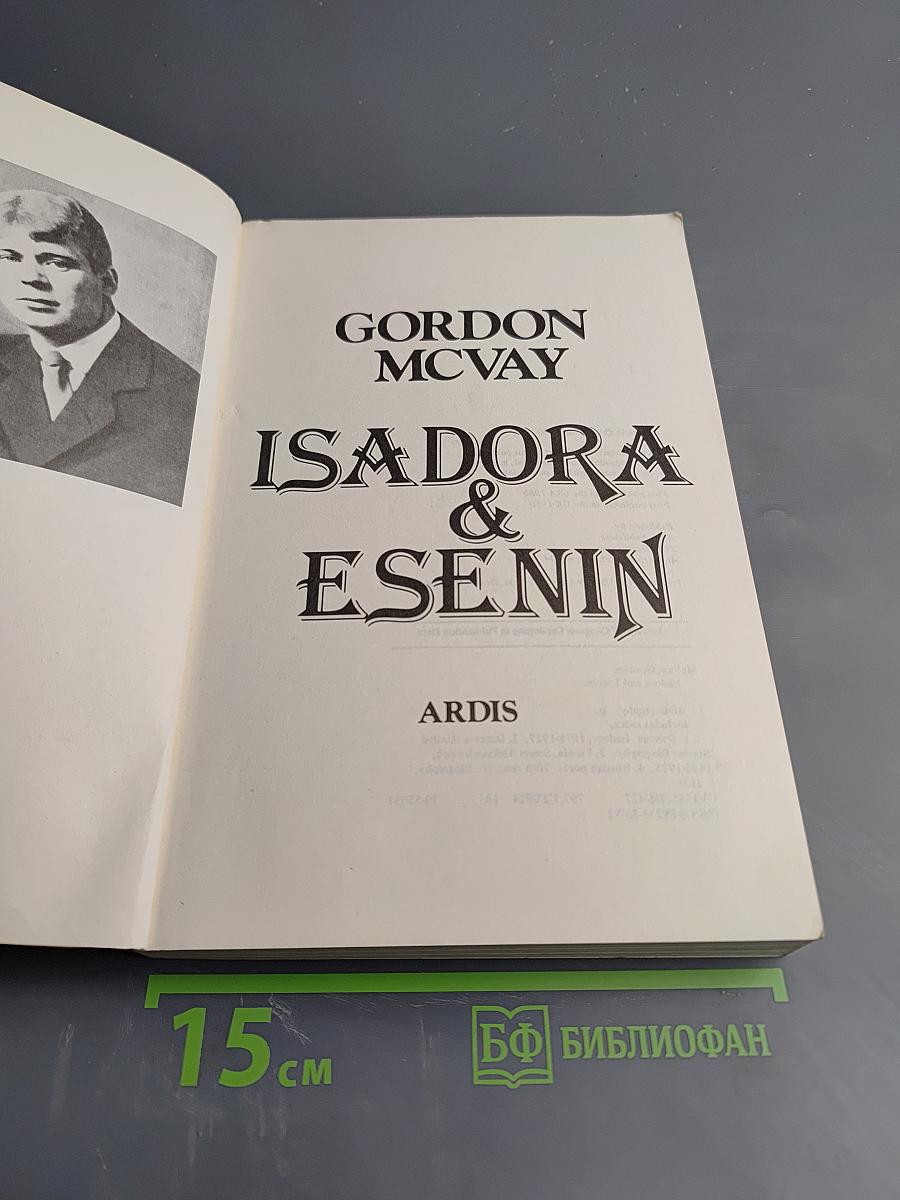 GORDON
MCVAY
ISADORA
&
ESENIN
ARDIS
15 см
БФ БИБЛИОФАН